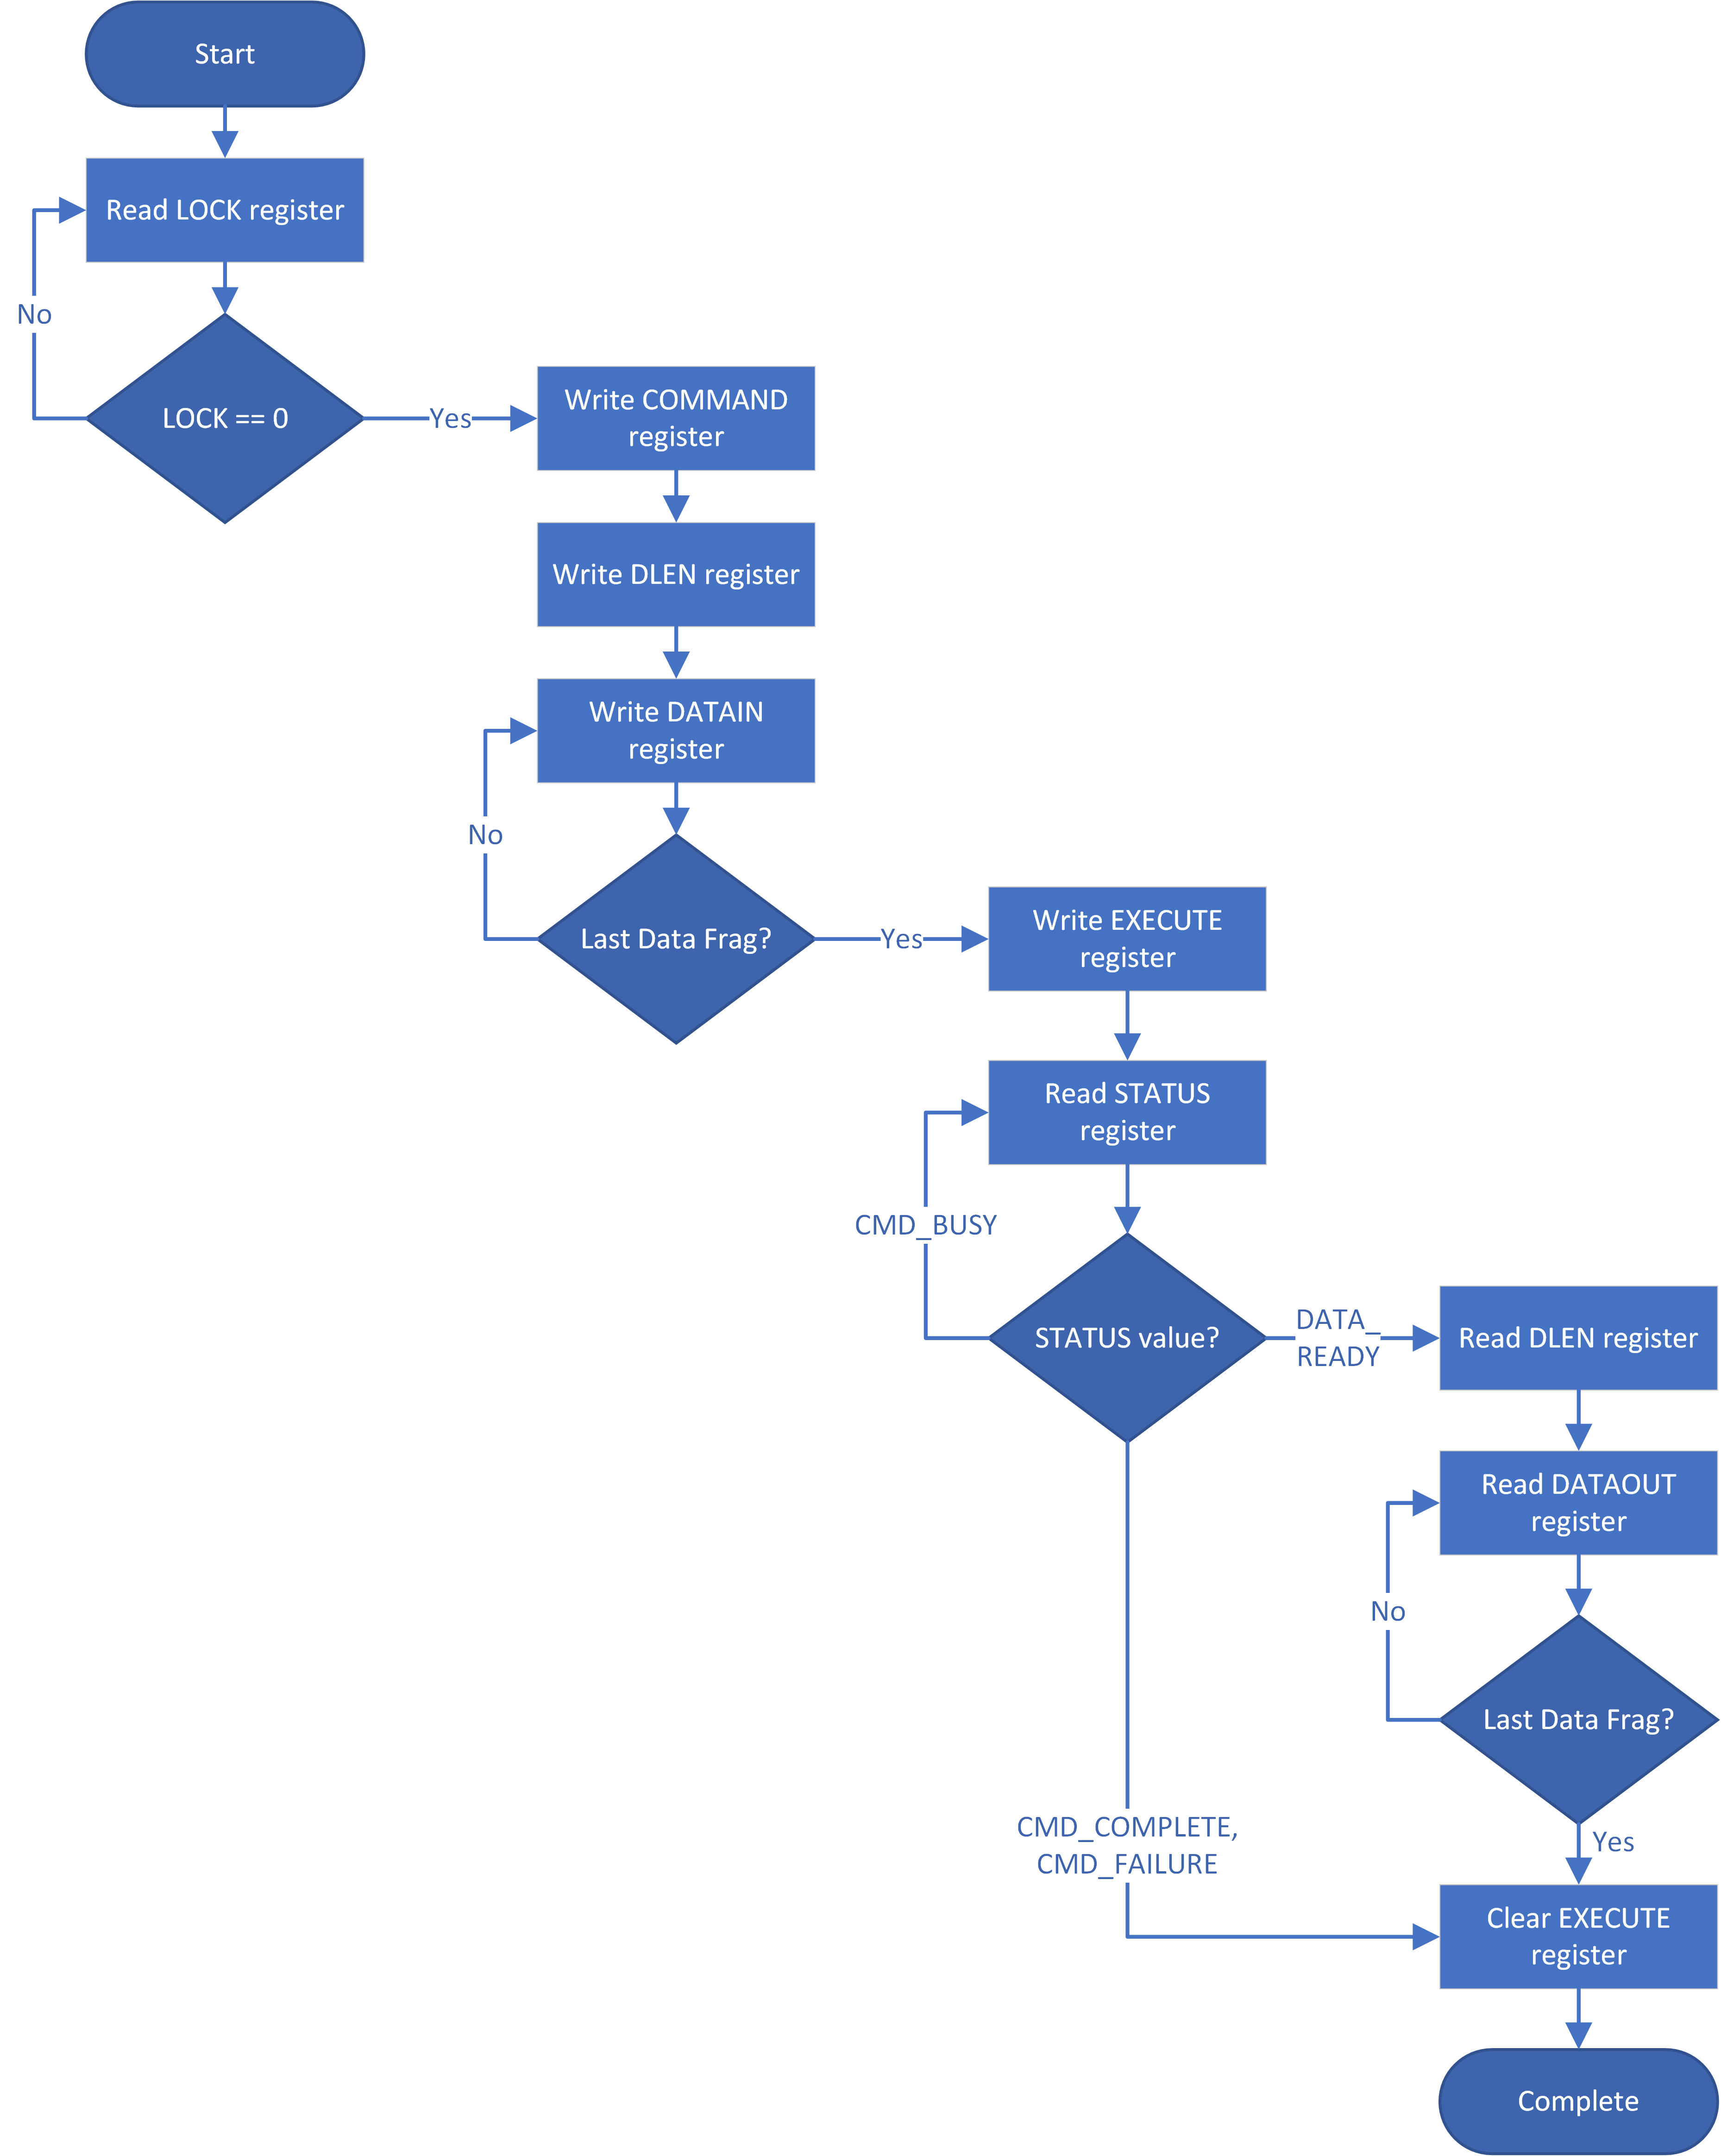 Start
Read LOCK register
No
LOCK == 0
Yes
Write COMMAND
register
Write DLEN register
Write DATAIN
register
No
Last Data Frag?
Yes
Write EXECUTE
register
Read STATUS
register
CMD_BUSY
STATUS value?
DATA_
READY
Read DLEN register
Read DATAOUT
register
No
Last Data Frag?
CMD_COMPLETE,
CMD_FAILURE
Yes
Clear EXECUTE
register
Complete